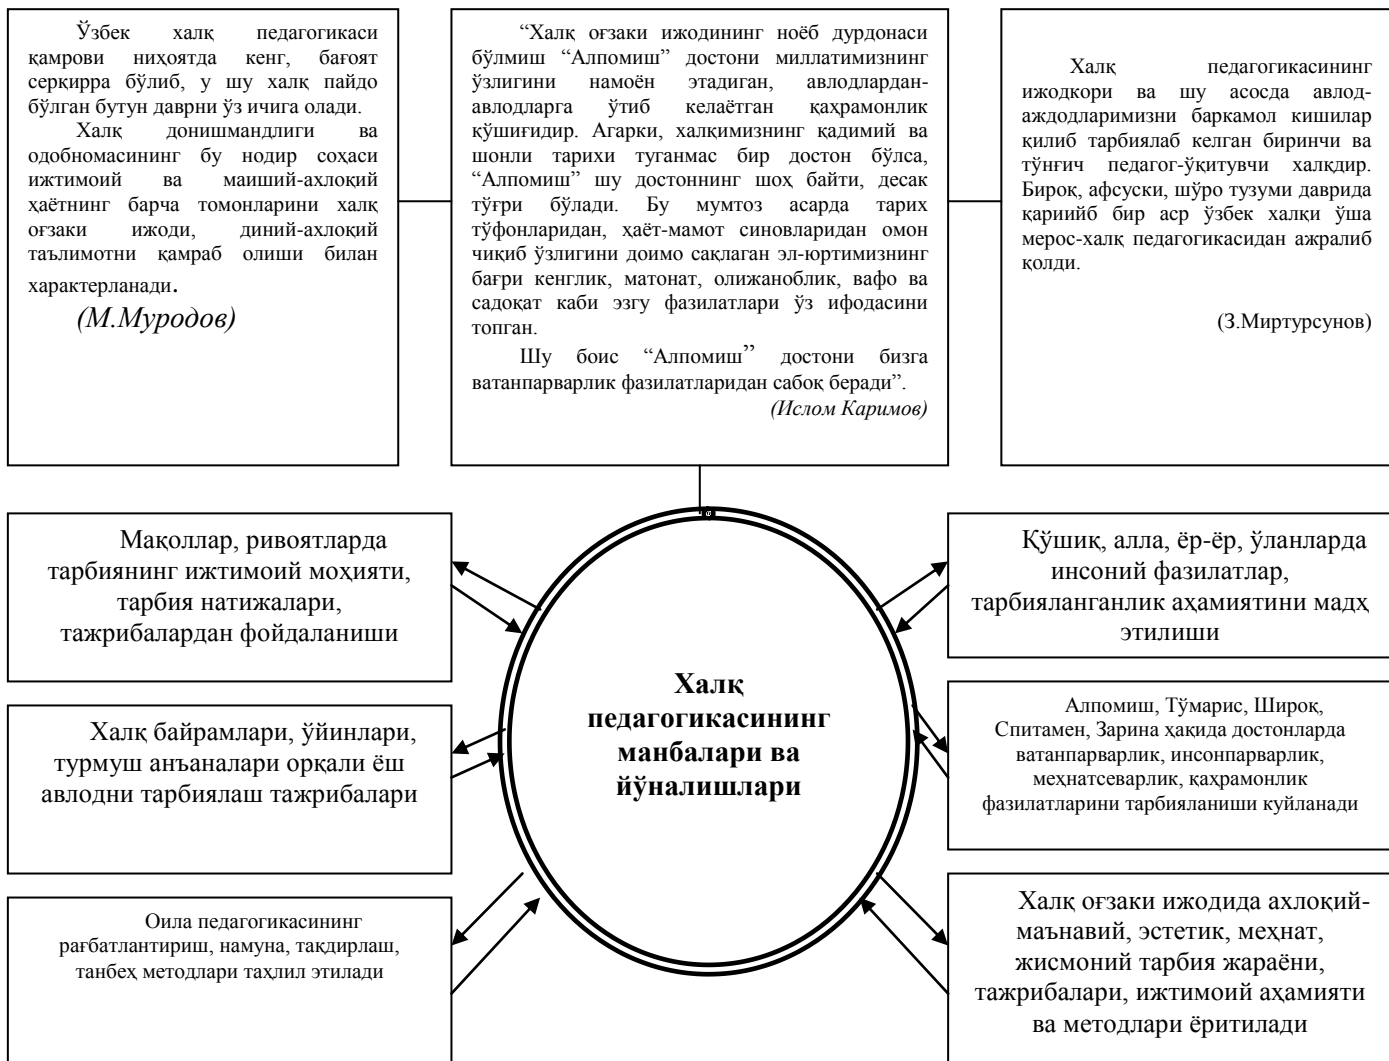 Ўзбек халқ педагогикаси
қамрови ниҳоятда кенг, бағоят
серқирра бўлиб, у шу халқ пайдо
бўлган бутун даврни ўз ичига олади.
Халқ донишмандлиги ва
одобномасининг бу нодир соҳаси
ижтимоий ва маиший-ахлоқий
ҳаётнинг барча томонларини халқ
оғзаки ижоди, диний-ахлоқий
таълимотни қамраб олиши билан
характерланади.
(М.Муродов)
“Халқ оғзаки ижодининг ноёб дурдонаси
бўлмиш “Алпомиш” достони миллатимизнинг
ўзлигини намоён этадиган, авлодлардан-
авлодларга ўтиб келаётган қаҳрамонлик
қўшиғидир. Агарки, халқимизнинг қадимий ва
шонли тарихи туганмас бир достон бўлса,
“Алпомиш” шу достоннинг шоҳ байти, десак
тўғри бўлади. Бу мумтоз асарда тарих
тўфонларидан, ҳаёт-мамот синовларидан омон
чиқиб ўзлигини доимо сақлаган эл-юртимизнинг
бағри кенглик, матонат, олижаноблик, вафо ва
садоқат каби эзгу фазилатлари ўз ифодасини
топган.
Шу боис “Алпомиш” достони бизга
ватанпарварлик фазилатларидан сабоқ беради”.
(Ислом Каримов)
Халқ педагогикасининг
ижодкори ва шу асосда авлод-
аждодларимизни баркамол кишилар
қилиб тарбиялаб келган биринчи ва
тўнғич педагог-ўқитувчи халқдир.
Бироқ, афсуски, шўро тузуми даврида
қариийб бир аср ўзбек халқи ўша
мерос-халқ педагогикасидан ажралиб
қолди.
(З.Миртурсунов)
Мақоллар, ривоятларда
тарбиянинг ижтимоий моҳияти,
тарбия натижалари,
тажрибалардан фойдаланиши
Халқ байрамлари, ўйинлари,
турмуш анъаналари орқали ёш
авлодни тарбиялаш тажрибалари
Оила педагогикасининг
рағбатлантириш, намуна, тақдирлаш,
танбеҳ методлари таҳлил этилади
Халқ
педагогикасининг
манбалари ва
йўналишлари
Қўшиқ, алла, ёр-ёр, ўланларда
инсоний фазилатлар,
тарбияланганлик аҳамиятини мадҳ
этилиши
Алпомиш, Тўмарис, Широқ,
Спитамен, Зарина ҳақида достонларда
ватанпарварлик, инсонпарварлик,
меҳнатсеварлик, қаҳрамонлик
фазилатларини тарбияланиши куйланади
Халқ оғзаки ижодида ахлоқий-
маънавий, эстетик, меҳнат,
жисмоний тарбия жараёни,
тажрибалари, ижтимоий аҳамияти
ва методлари ёритилади